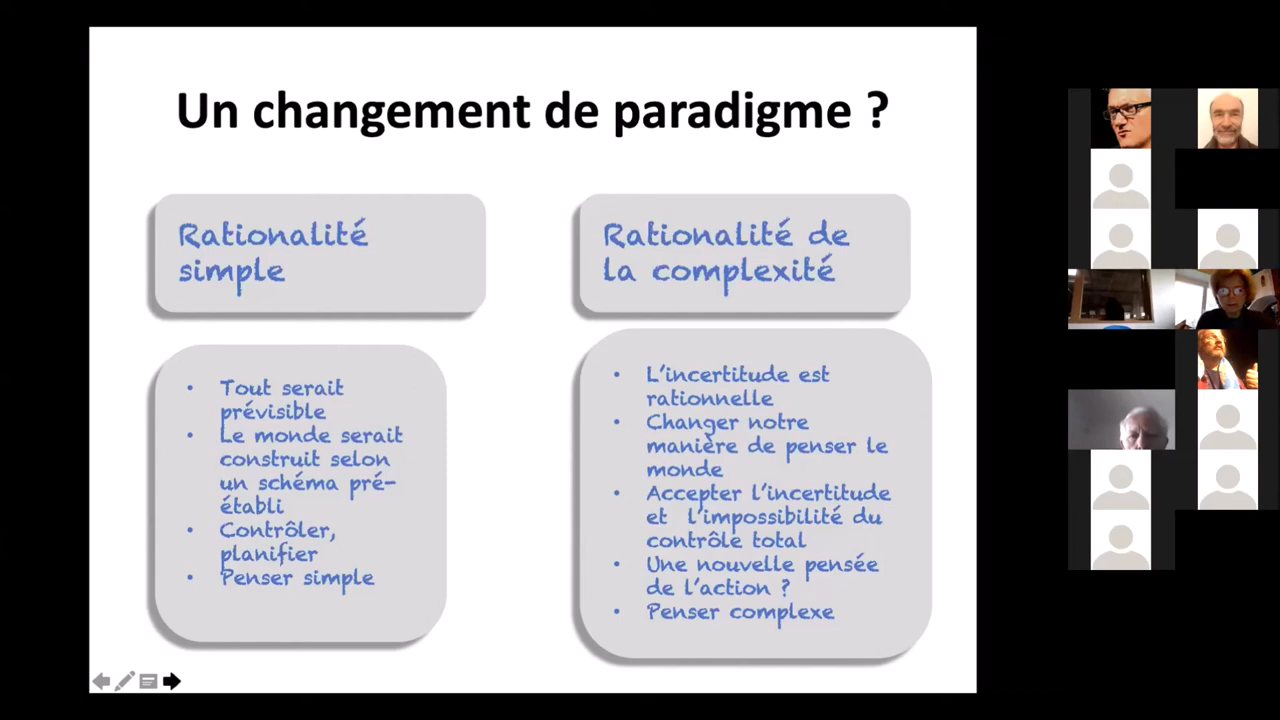 Un changement de paradigme ?
Rationalité
simple
Rationalité de
la complexité
• Tout serait
prévisible
• Le monde serait
construit selon
un schéma pré-
établi
• Contrôler,
planifier
• Penser simple
• L'incertitude est
rationnelle
• Changer notre
manière de penser le
monde
• Accepter l'incertitude
et l'impossibilité du
contrôle total
• Une nouvelle pensée
de l'action ?
• Penser complexe